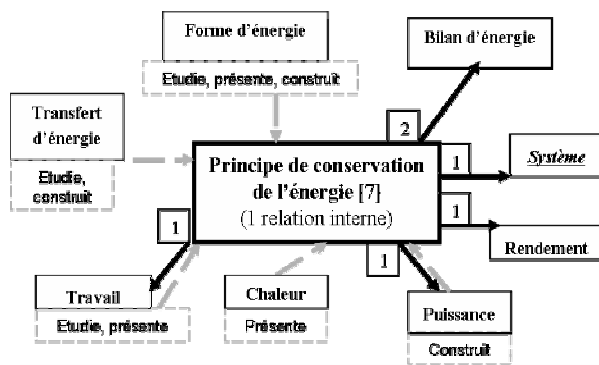 Forme d'énergie
Etudie, présente, construit
Bilan d'énergie
Transfert
d'énergie
Etudie,
construit
2
Principe de conservation
de l'énergie [7]
(1 relation interne)
1
Système
1
Rendement
1
1
Travail
Etudie, présente
Chaleur
Présente
Puissance
Construit